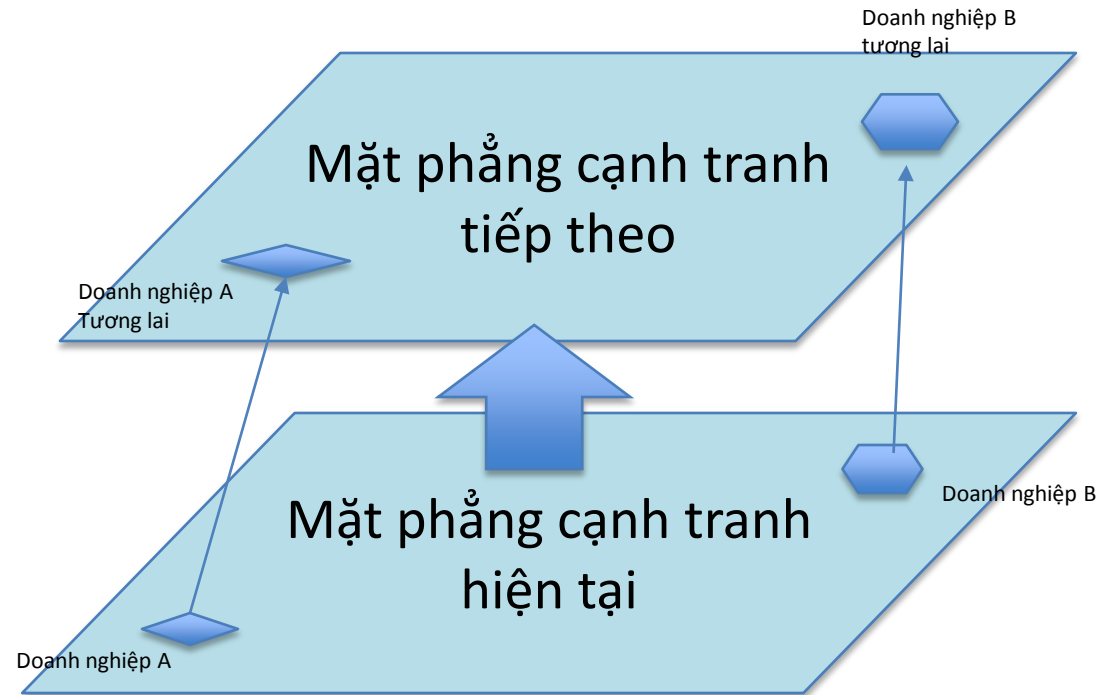 Doanh nghiệp B
tương lai
Mặt phẳng cạnh tranh
tiếp theo
Doanh nghiệp A
Tương lai
Mặt phẳng cạnh tranh
hiện tại
Doanh nghiệp B
Doanh nghiệp A